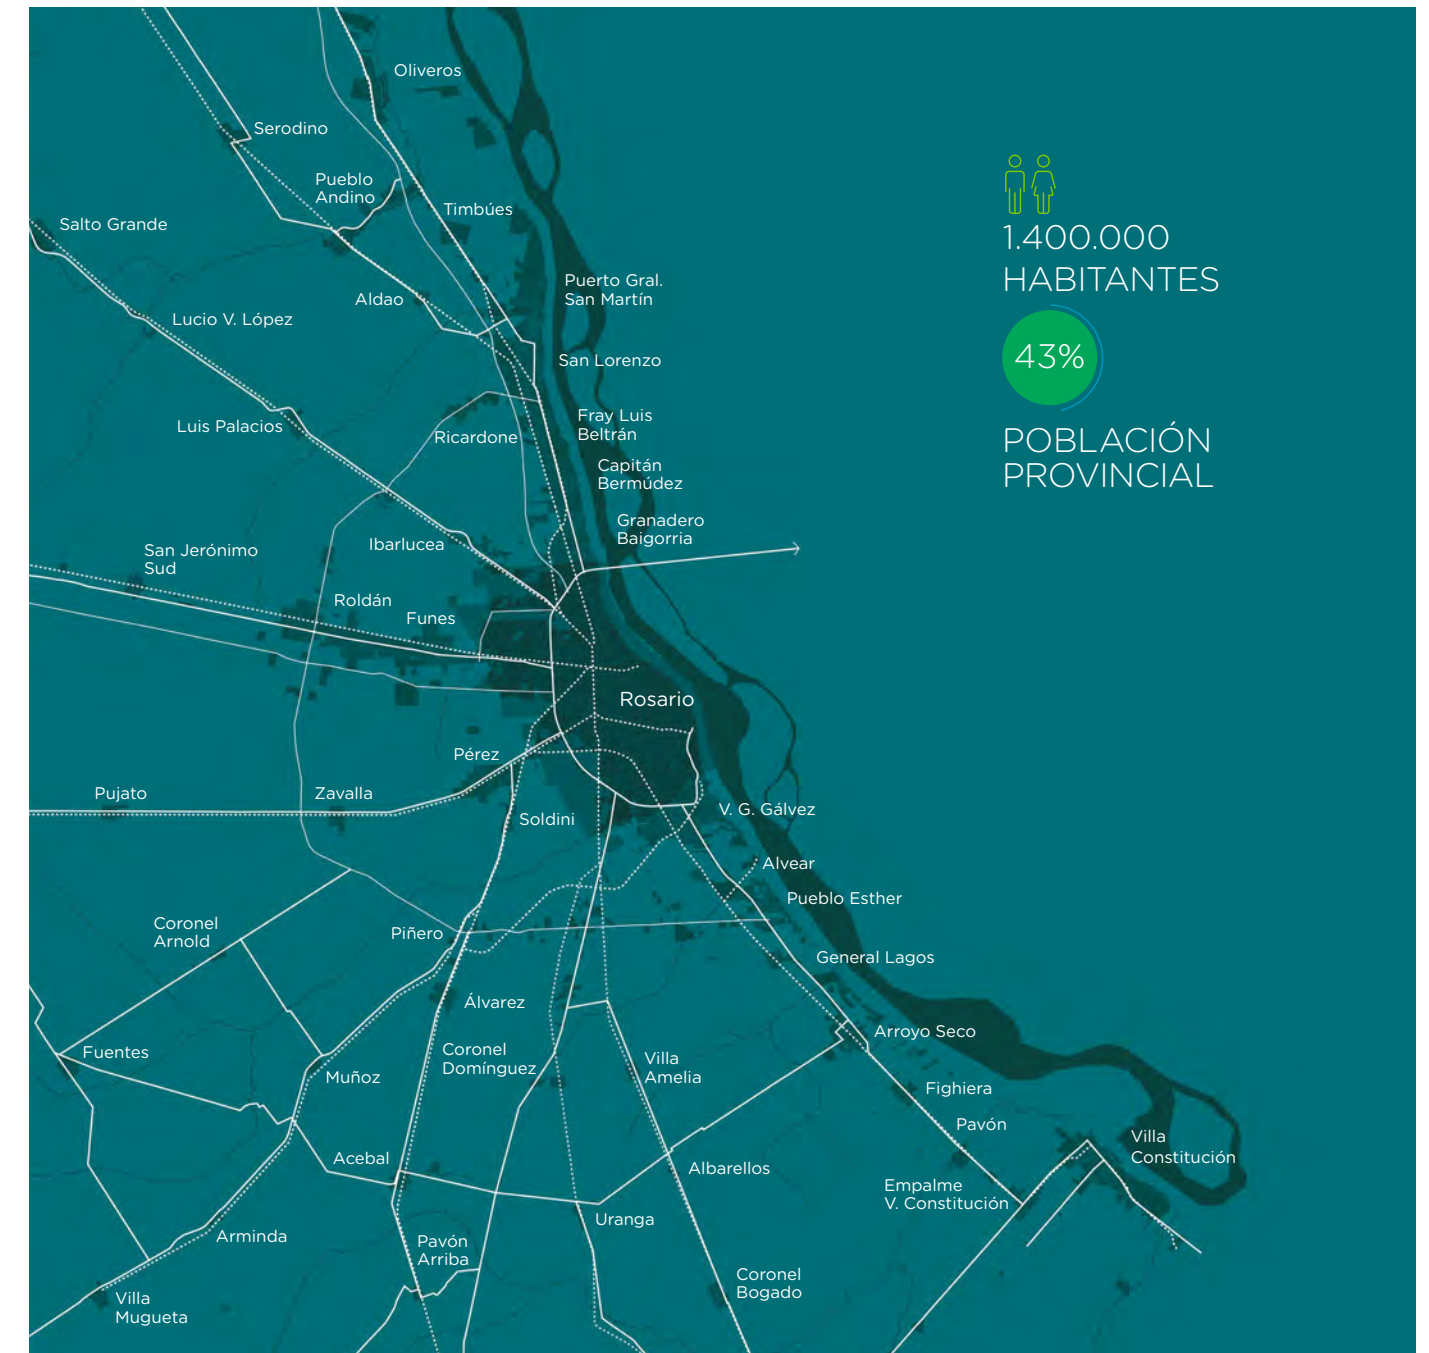 Oliveros
Serodino
Pueblo
Andino
Timbúes
Salto Grande
Puerto Gral.
San Martín
Aldao
Lucio V. López
San Lorenzo
Fray Luis
Beltrán
Luis Palacios
Ricardone
Capitán
Bermúdez
Granadero
Baigorria
Ibarlucea
San Jerónimo
Sud
Roldán
Funes
Rosario
Pérez
Pujato
Zavalla
Soldini
V. G. Gálvez
Alvear
Pueblo Esther
Coronel
Arnold
Piñero
General Lagos
Álvarez
Arroyo Seco
Fuentes
Coronel
Domínguez
Villa
Amelia
Muñoz
Fighiera
Pavón
Villa
Constitución
Acebal
Albarellos
Empalme
V. Constitución
Uranga
Arminda
Pavón
Arriba
Coronel
Bogado
Villa
Mugueta
1.400.000
HABITANTES
43%
POBLACIÓN
PROVINCIAL